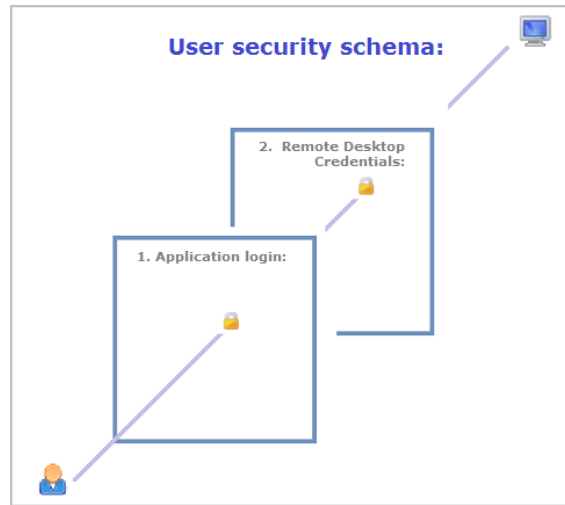 User security schema:
2. Remote Desktop
Credentials:
1. Application login: